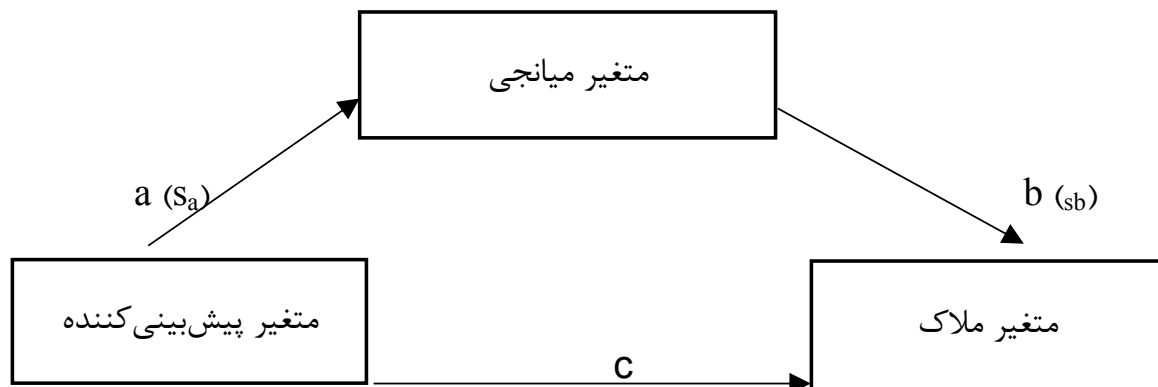 متغیر میانجی
a (sa)
b (sb)
متغیر پیش‌بینی‌کننده
متغیر ملاک
c